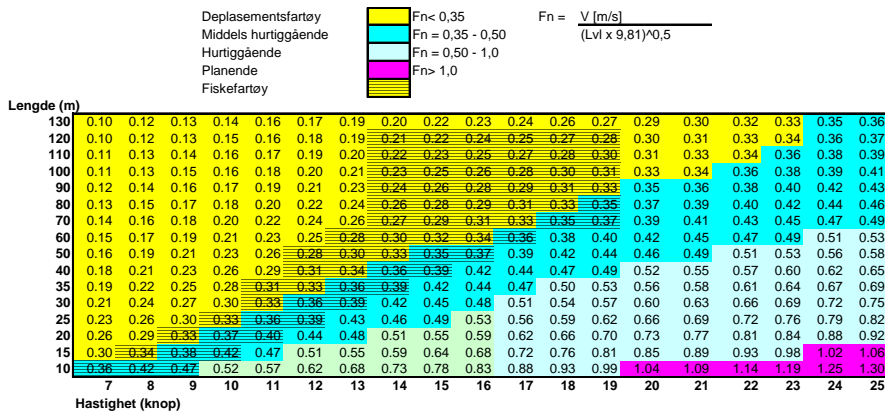 Deplasementsfartøy Fn< 0,35 Fn = V [m/s]
Middels hurtiggående Fn = 0,35 - 0,50 (Lvl x 9,81)^0,5
Hurtiggående Fn = 0,50 - 1,0
Planende Fn> 1,0
Fiskefartøy
Lengde (m)
130 0.10 0.12 0.13 0.14 0.16 0.17 0.19 0.20 0.22 0.23 0.24 0.26 0.27 0.29 0.30 0.32 0.33 0.35 0.36
120 0.10 0.12 0.13 0.15 0.16 0.18 0.19 0.21 0.22 0.24 0.25 0.27 0.28 0.30 0.31 0.33 0.34 0.36 0.37
110 0.11 0.13 0.14 0.16 0.17 0.19 0.20 0.22 0.23 0.25 0.27 0.28 0.30 0.31 0.33 0.34 0.36 0.38 0.39
100 0.11 0.13 0.15 0.16 0.18 0.20 0.21 0.23 0.25 0.26 0.28 0.30 0.31 0.33 0.34 0.36 0.38 0.39 0.41
90 0.12 0.14 0.16 0.17 0.19 0.21 0.23 0.24 0.26 0.28 0.29 0.31 0.33 0.35 0.36 0.38 0.40 0.42 0.43
80 0.13 0.15 0.17 0.18 0.20 0.22 0.24 0.26 0.28 0.29 0.31 0.33 0.35 0.37 0.39 0.40 0.42 0.44 0.46
70 0.14 0.16 0.18 0.20 0.22 0.24 0.26 0.27 0.29 0.31 0.33 0.35 0.37 0.39 0.41 0.43 0.45 0.47 0.49
60 0.15 0.17 0.19 0.21 0.23 0.25 0.28 0.30 0.32 0.34 0.36 0.38 0.40 0.42 0.45 0.47 0.49 0.51 0.53
50 0.16 0.19 0.21 0.23 0.26 0.28 0.30 0.33 0.35 0.37 0.39 0.42 0.44 0.46 0.49 0.51 0.53 0.56 0.58
40 0.18 0.21 0.23 0.26 0.29 0.31 0.34 0.36 0.39 0.42 0.44 0.47 0.49 0.52 0.55 0.57 0.60 0.62 0.65
35 0.19 0.22 0.25 0.28 0.31 0.33 0.36 0.39 0.42 0.44 0.47 0.50 0.53 0.56 0.58 0.61 0.64 0.67 0.69
30 0.21 0.24 0.27 0.30 0.33 0.36 0.39 0.42 0.45 0.48 0.51 0.54 0.57 0.60 0.63 0.66 0.69 0.72 0.75
25 0.23 0.26 0.30 0.33 0.36 0.39 0.43 0.46 0.49 0.53 0.56 0.59 0.62 0.66 0.69 0.72 0.76 0.79 0.82
20 0.26 0.29 0.33 0.37 0.40 0.44 0.48 0.51 0.55 0.59 0.62 0.66 0.70 0.73 0.77 0.81 0.84 0.88 0.92
15 0.30 0.34 0.38 0.42 0.47 0.51 0.55 0.59 0.64 0.68 0.72 0.76 0.81 0.85 0.89 0.93 0.98 1.02 1.06
10 0.36 0.42 0.47 0.52 0.57 0.62 0.68 0.73 0.78 0.83 0.88 0.93 0.99 1.04 1.09 1.14 1.19 1.25 1.30
7 8 9 10 11 12 13 14 15 16 17 18 19 20 21 22 23 24 25
Hastighet (knop)